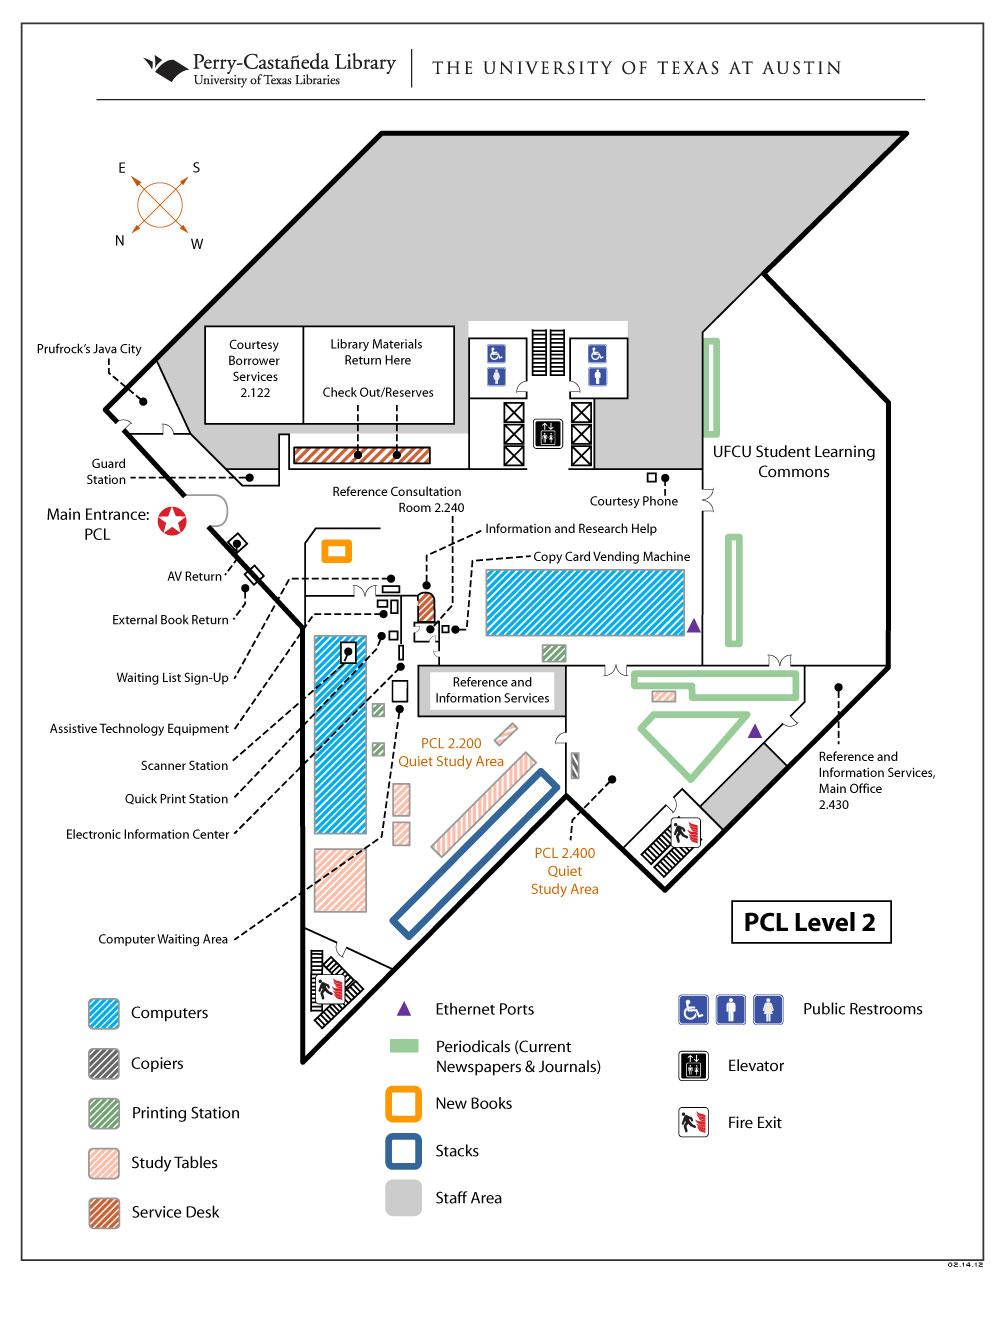 Perry-Castañeda Library
University of Texas Libraries
THE UNIVERSITY OF TEXAS AT AUSTIN
E
S
N
W
Prufrock's Java City
Courtesy
Borrower
Services
2.122
Library Materials
Return Here
Check Out/Reserves
UFCU Student Learning
Commons
Guard
Station
Main Entrance:
PCL
Reference Consultation
Room 2.240
Courtesy Phone
Information and Research Help
Copy Card Vending Machine
AV Return
External Book Return
Waiting List Sign-Up
Assistive Technology Equipment
Scanner Station
Quick Print Station
Electronic Information Center
Computer Waiting Area
Reference and
Information Services
PCL 2.200
Quiet Study Area
PCL 2.400
Quiet
Study Area
Reference and
Information Services,
Main Office
2.430
PCL Level 2
Computers
Copiers
Printing Station
Study Tables
Service Desk
Ethernet Ports
Periodicals (Current
Newspapers & Journals)
New Books
Stacks
Staff Area
Public Restrooms
Elevator
Fire Exit
02.14.12